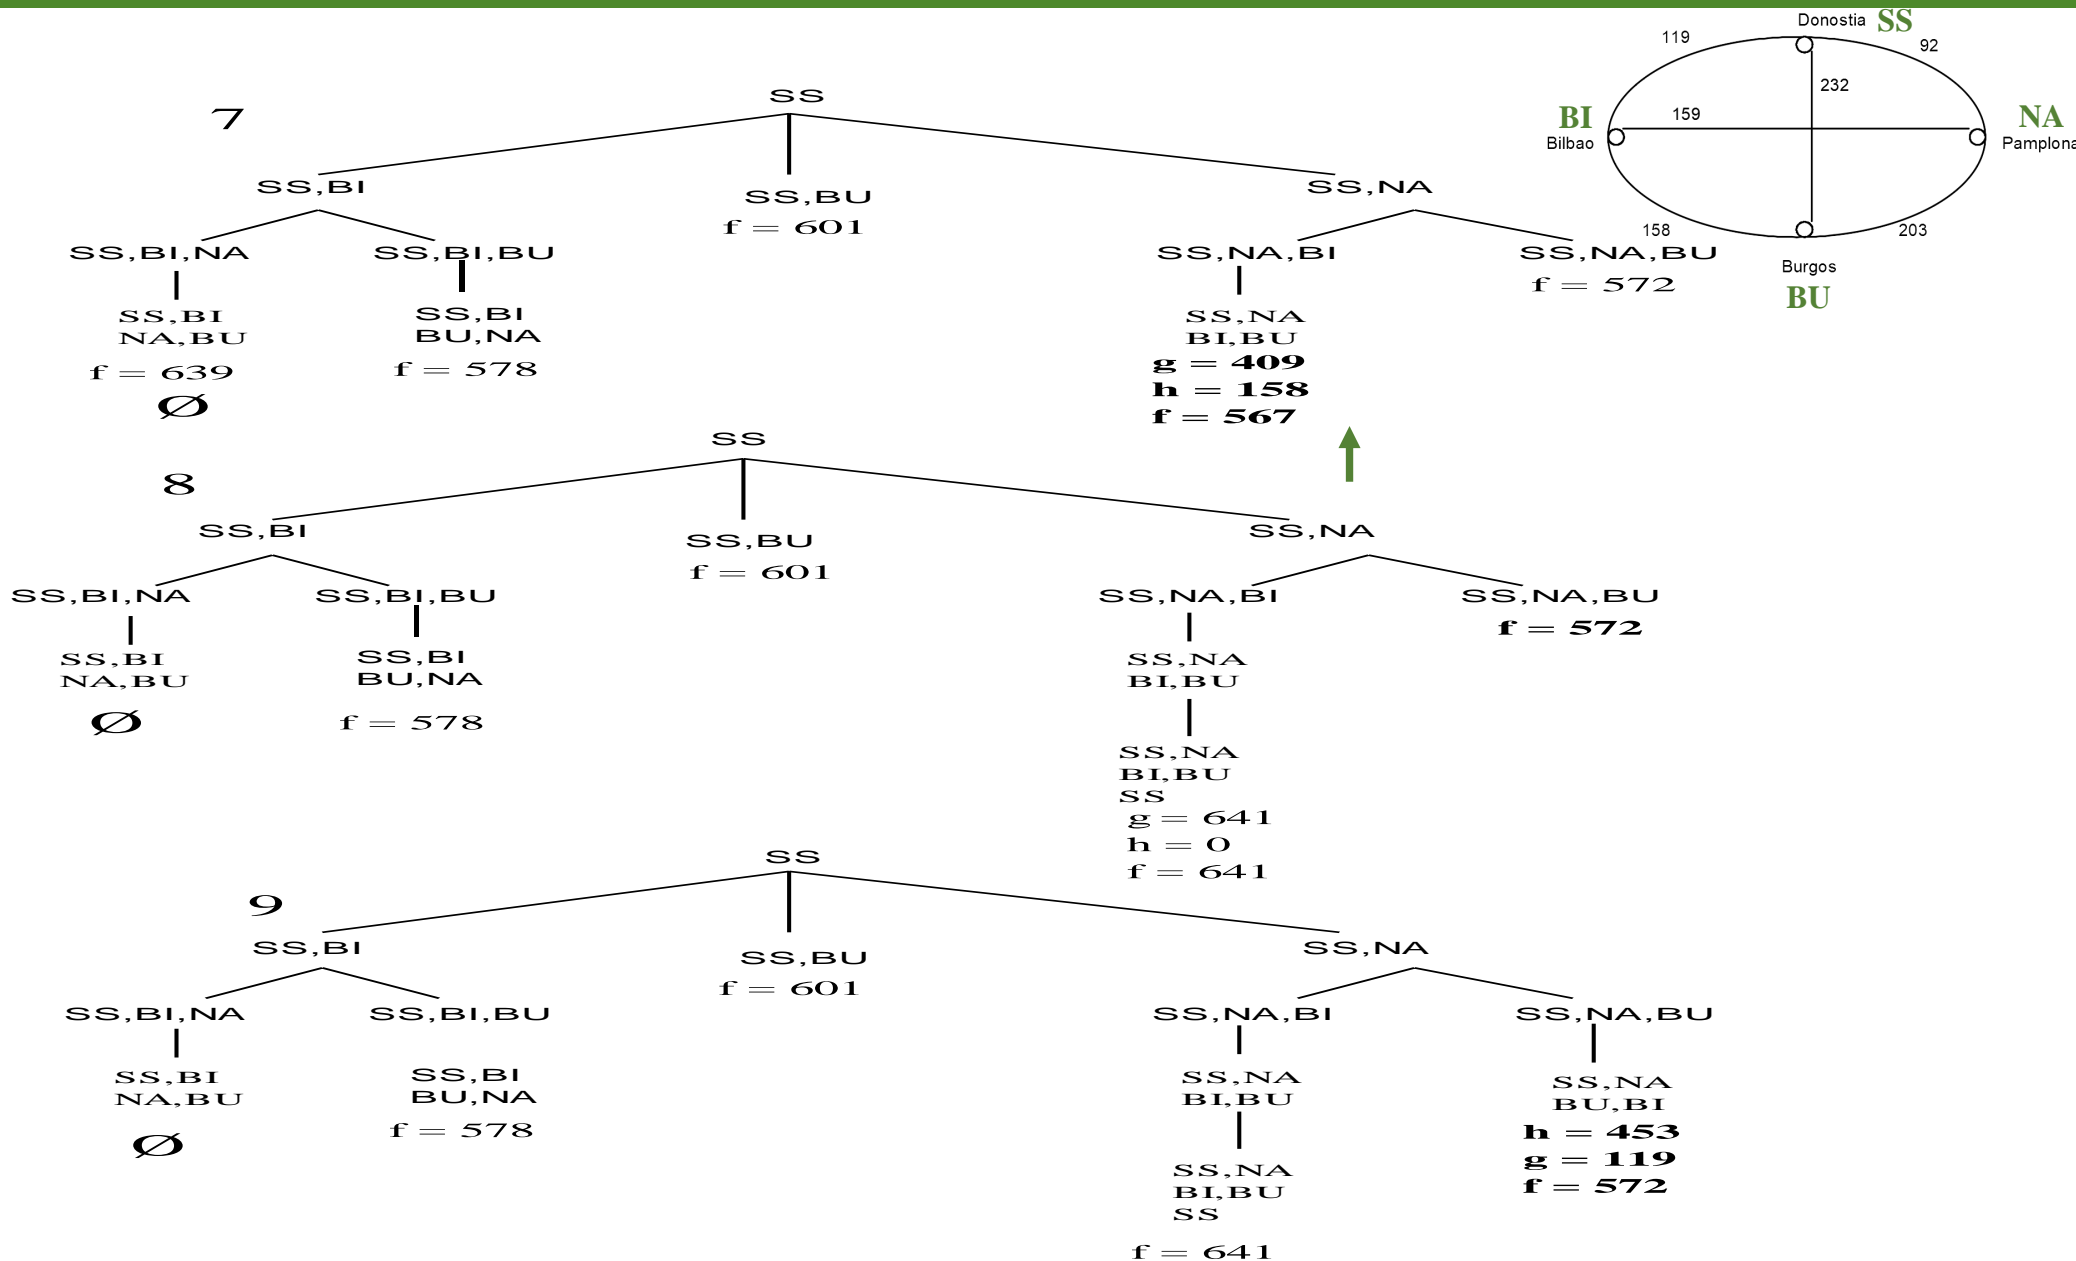 Donostia SS
119
92
232
BI
159
NA
Bilbao
Pamplona
158
203
Burgos
BU
7
SS
SS,BI
SS,BU
SS,NA
f = 601
SS,BI,NA
SS,BI,BU
SS,NA,BI
SS,NA,BU
f = 572
SS,BI
NA,BU
f = 639
Ø
SS,BI
BU,NA
f = 578
SS,NA
BI,BU
g = 409
h = 158
f = 567
8
SS
SS,BI
SS,BU
SS,NA
f = 601
SS,BI,NA
SS,BI,BU
SS,NA,BI
SS,NA,BU
f = 572
SS,BI
NA,BU
Ø
SS,BI
BU,NA
f = 578
SS,NA
BI,BU
SS,NA
BI,BU
SS
g = 641
h = 0
f = 641
9
SS
SS,BI
SS,BU
SS,NA
f = 601
SS,BI,NA
SS,BI,BU
SS,NA,BI
SS,NA,BU
SS,BI
NA,BU
Ø
SS,BI
BU,NA
f = 578
SS,NA
BI,BU
SS,NA
BI,BU
SS
f = 641
SS,NA
BU,BI
h = 453
g = 119
f = 572